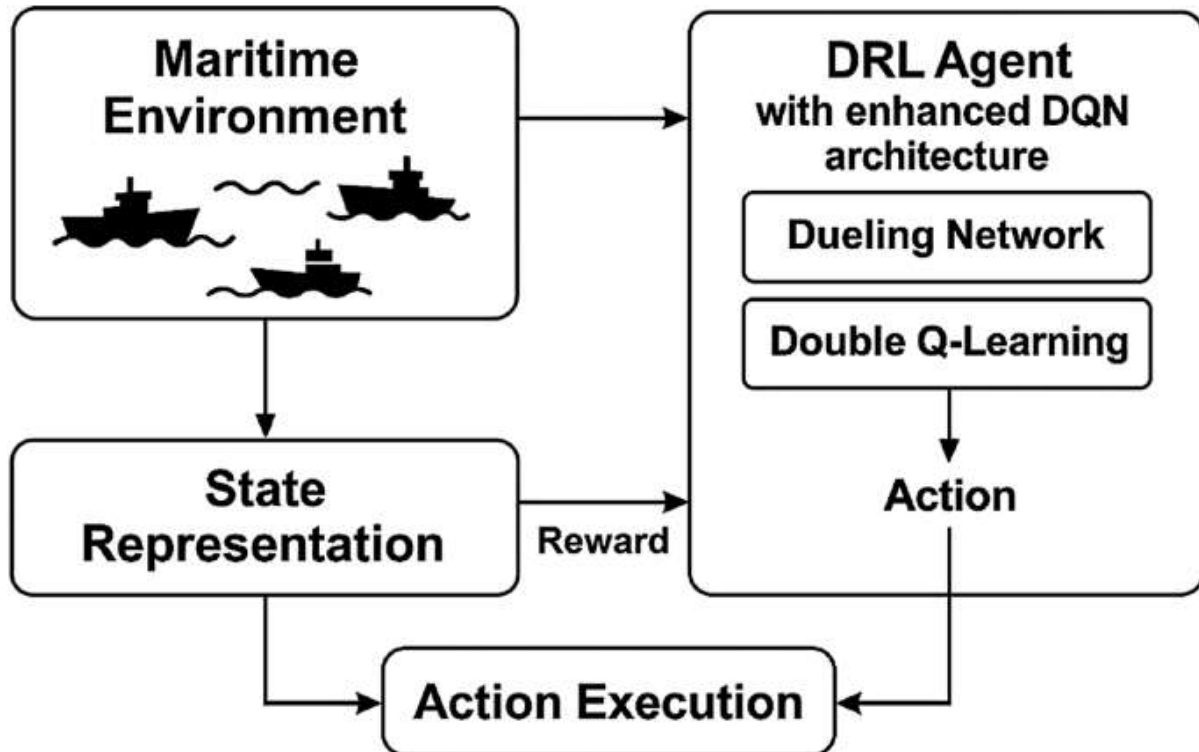 Maritime
Environment
DRL Agent
with enhanced DQN
architecture
Dueling Network
Double Q-Learning
Action
State
Representation
Reward
Action Execution